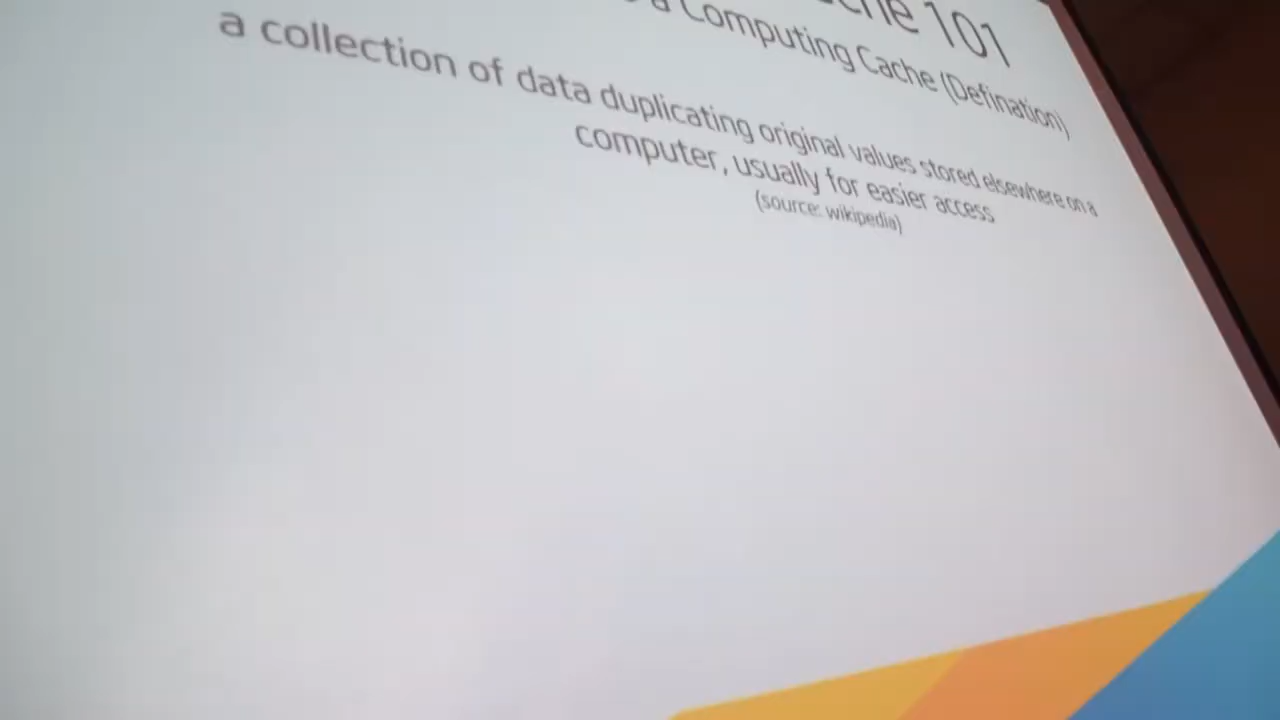 101
a Computing Cache (Defination)
a collection of data duplicating original values stored elsewhere on a
computer, usually for easier access
(source: wikipedia)